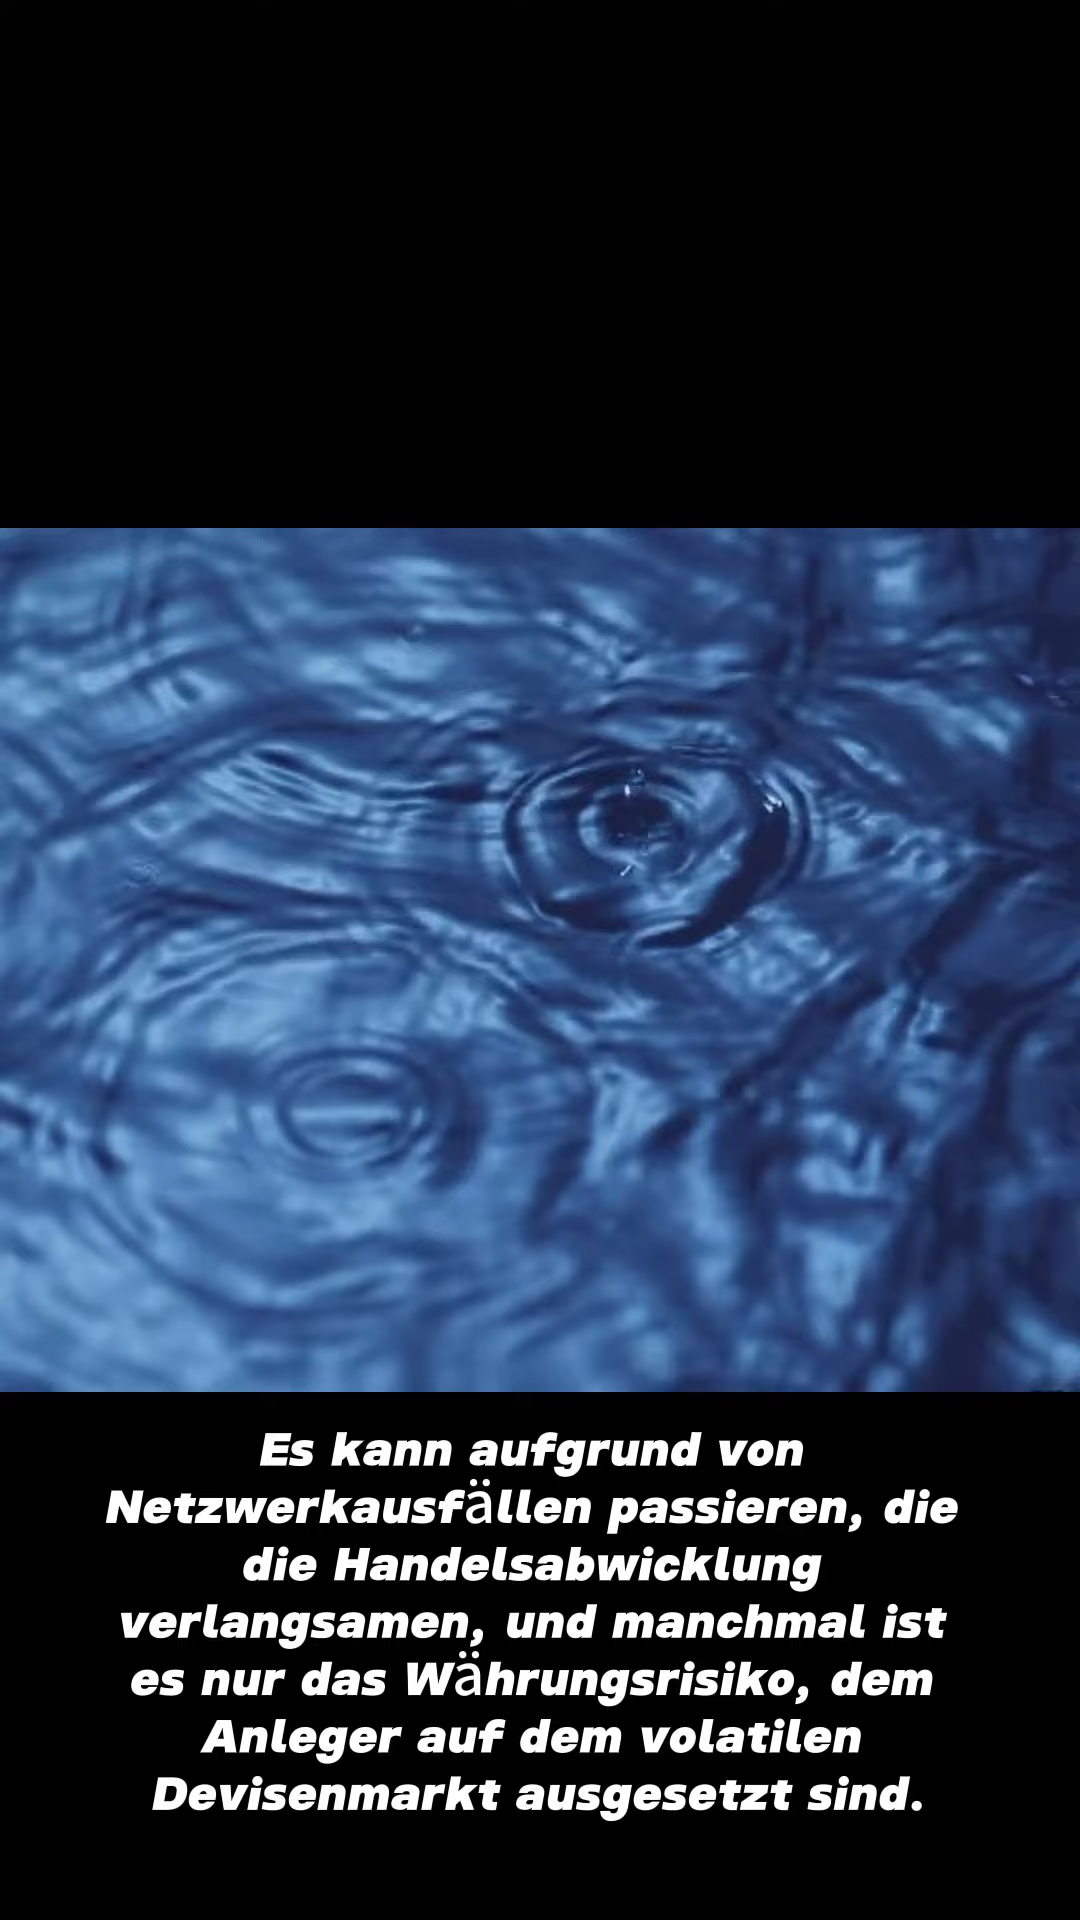 Es kann aufgrund von
Netzwerkausfällen passieren, die
die Handelsabwicklung
verlangsamen, und manchmal ist
es nur das Währungsrisiko, dem
Anleger auf dem volatilen
Devisenmarkt ausgesetzt sind.